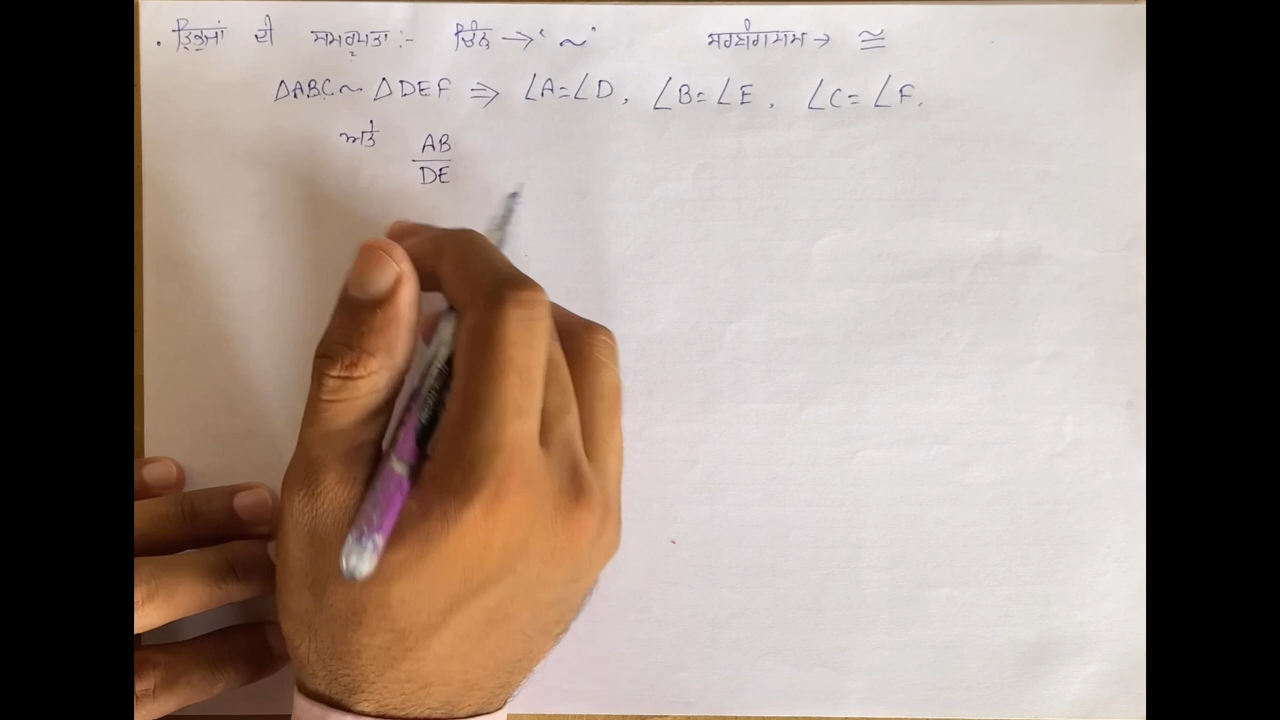 . ਤ੍ਰਿਭੁਜਾਂ ਦੀ ਸਮਰੂਪਤਾ :- ਚਿੰਨ੍ਹ → ' ~ ' ਸਰਬੰਗਸਮ → ≅
ΔABC ~ ΔDEF ⇒ ∠A = ∠D, ∠B = ∠E, ∠C = ∠F.
ਅਤੇ AB
DE